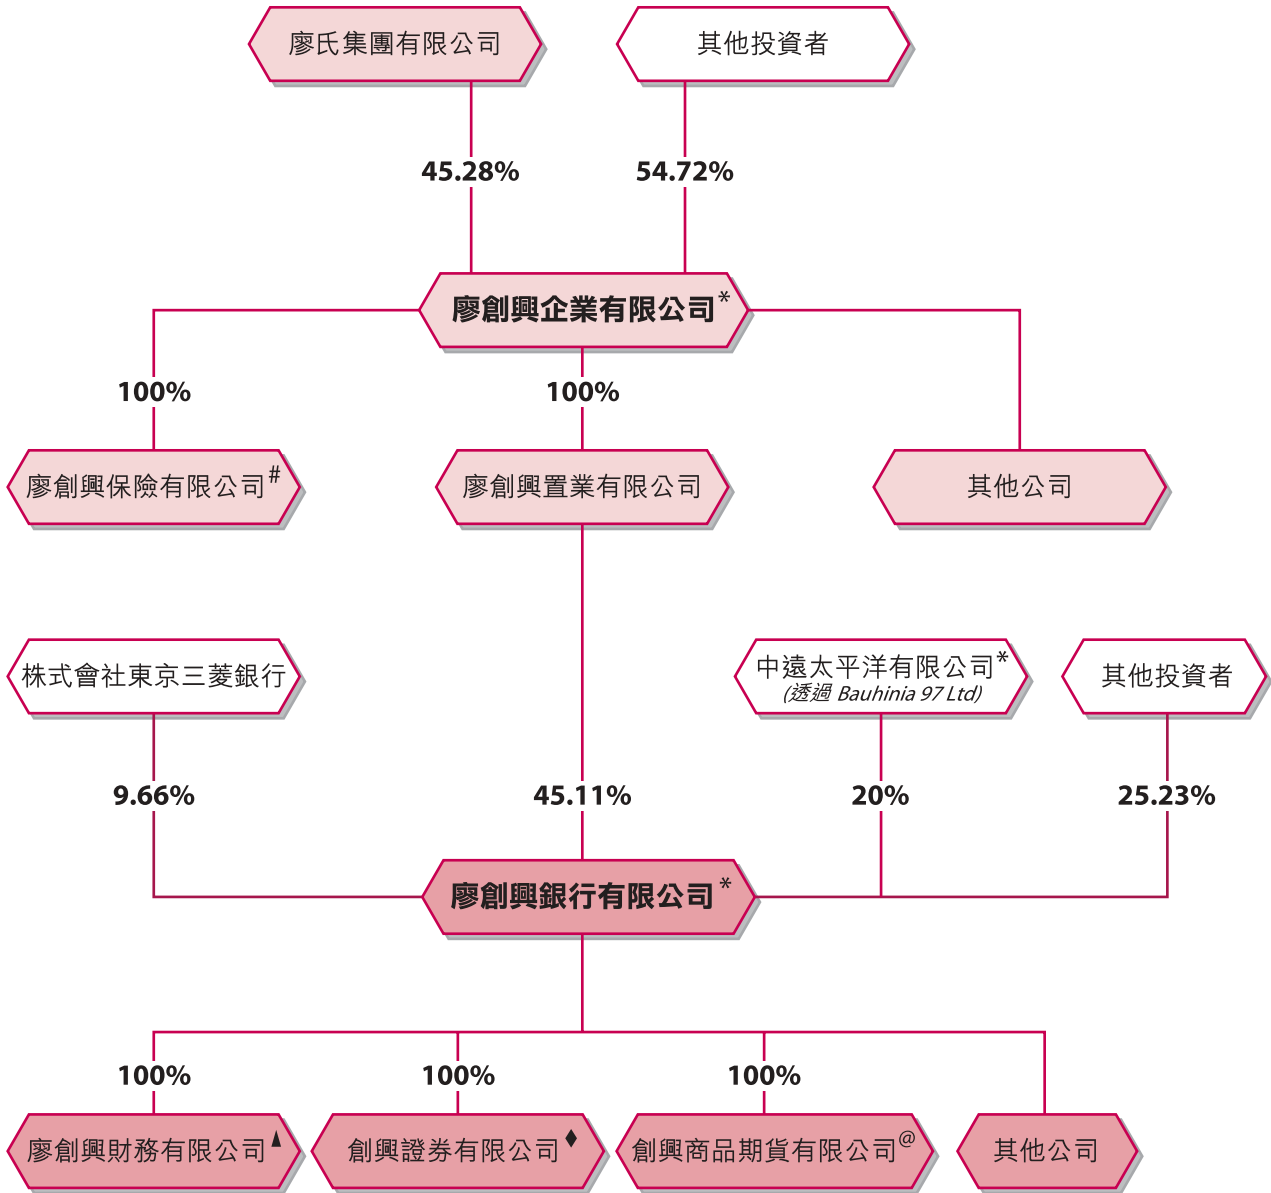 廖氏集團有限公司
其他投資者
45.28%
54.72%
廖創興企業有限公司*
100%
100%
廖創興保險有限公司#
廖創興置業有限公司
其他公司
株式會社東京三菱銀行
中遠太平洋有限公司*
(透過 Bauhinia 97 Ltd)
其他投資者
9.66%
45.11%
20%
25.23%
廖創興銀行有限公司*
100%
100%
100%
廖創興財務有限公司▲
創興證券有限公司♦
創興商品期貨有限公司@
其他公司